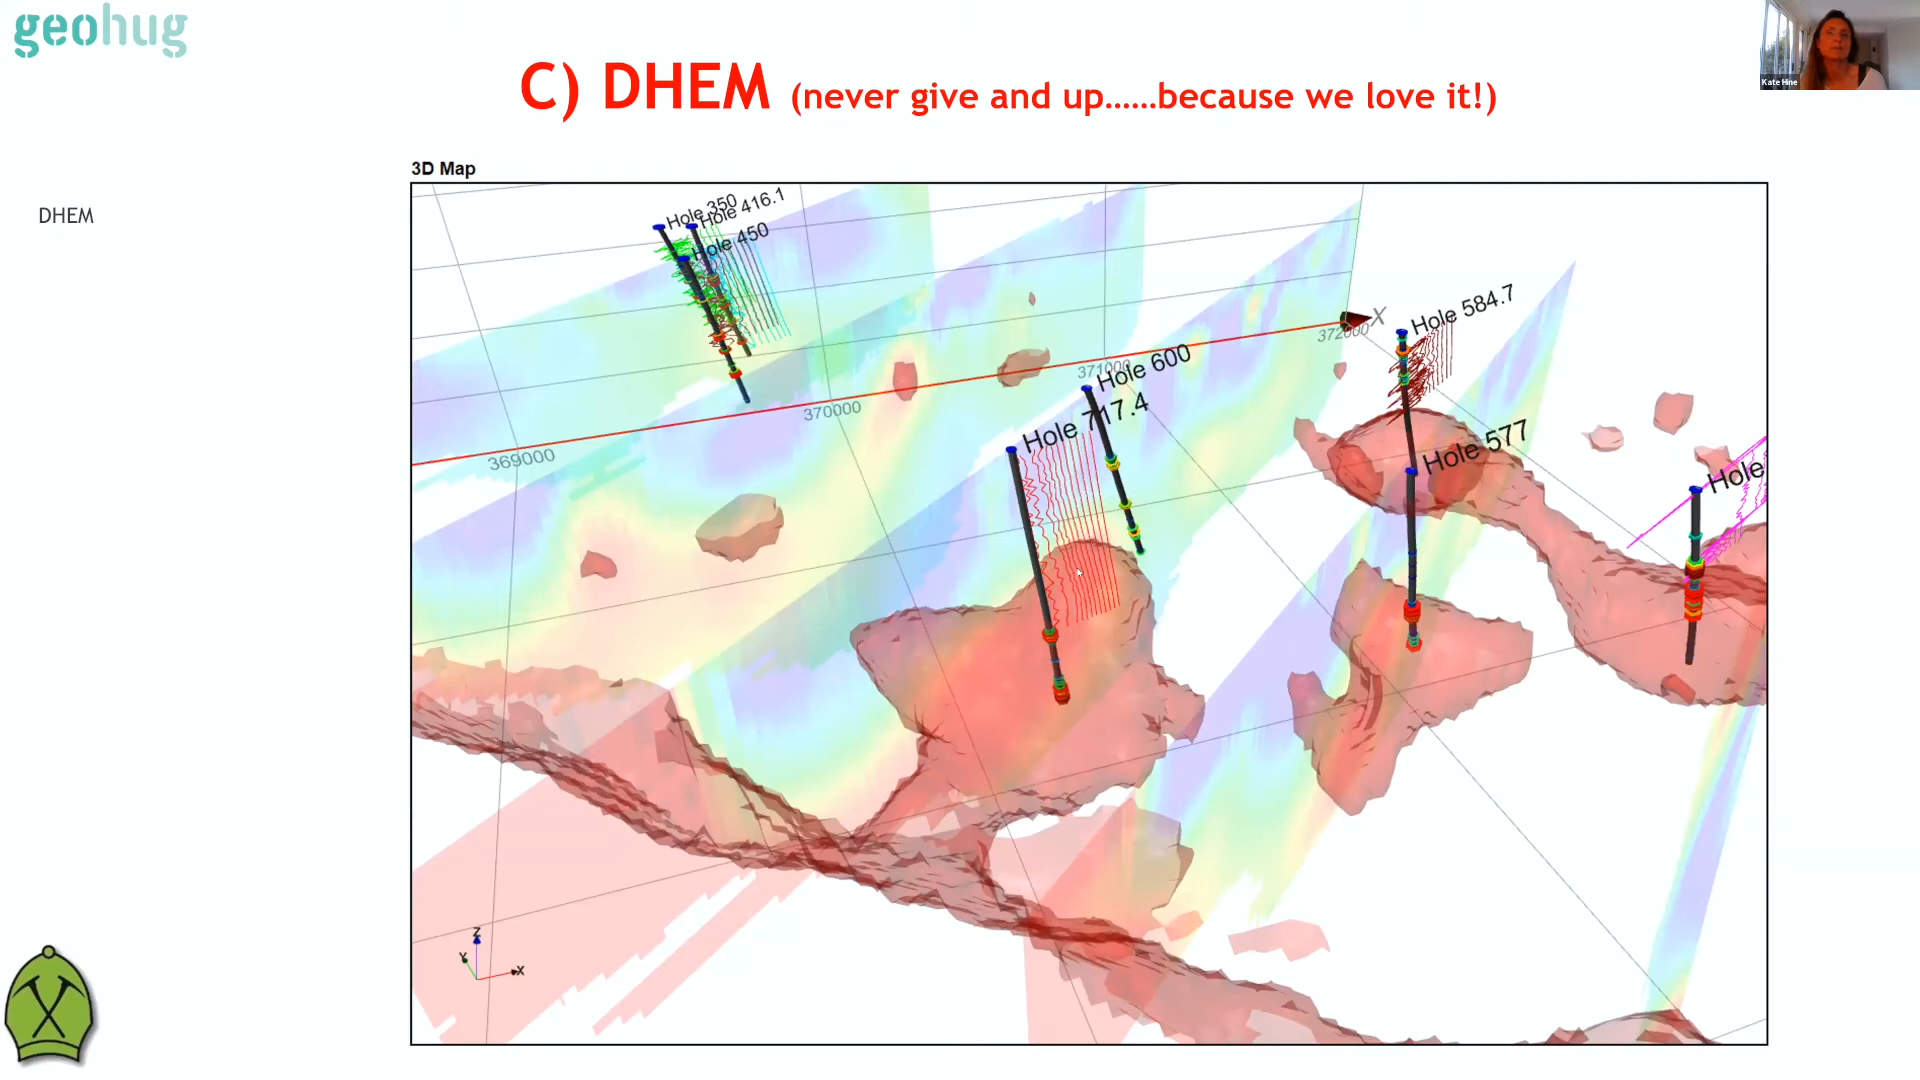 geohug
Kate Hine
C) DHEM (never give and up......because we love it!)
3D Map
DHEM
Hole 350
Hole 416.1
Hole 450
Hole 584.7
X
372000
371000
Hole 600
370000
Hole 717.4
Hole 577
369000
Hole
Z
Y
X